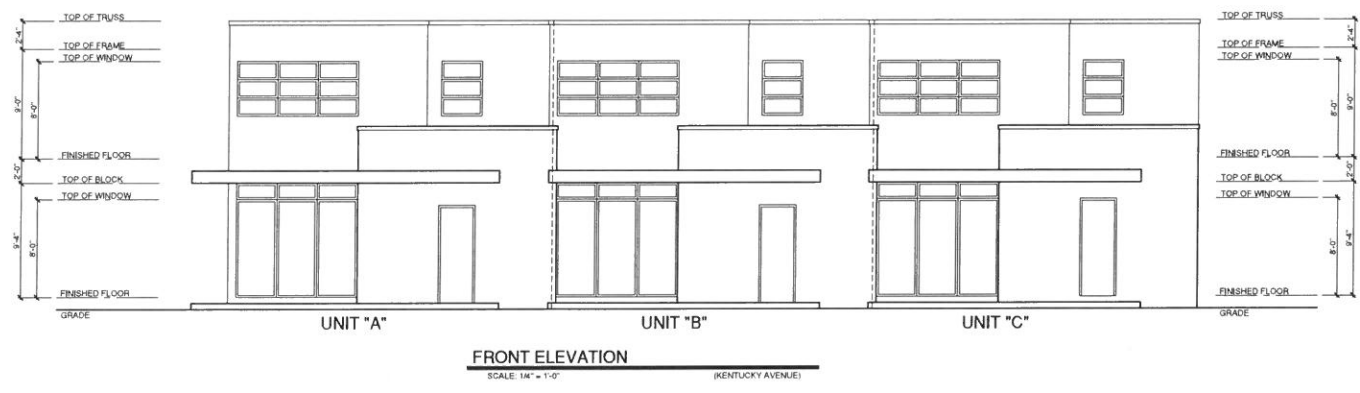 TOP OF TRUSS
2'-4"
TOP OF FRAME
TOP OF WINDOW
9'-0"
8'-0"
FINISHED FLOOR
2'-0"
TOP OF BLOCK
TOP OF WINDOW
9'-4"
8'-0"
FINISHED FLOOR
GRADE
TOP OF TRUSS
2'-4"
TOP OF FRAME
TOP OF WINDOW
8'-0"
9'-0"
FINISHED FLOOR
2'-0"
TOP OF BLOCK
TOP OF WINDOW
8'-0"
9'-4"
FINISHED FLOOR
GRADE
UNIT "A"
UNIT "B"
UNIT "C"
FRONT ELEVATION
SCALE: 1/4" = 1'-0" (KENTUCKY AVENUE)